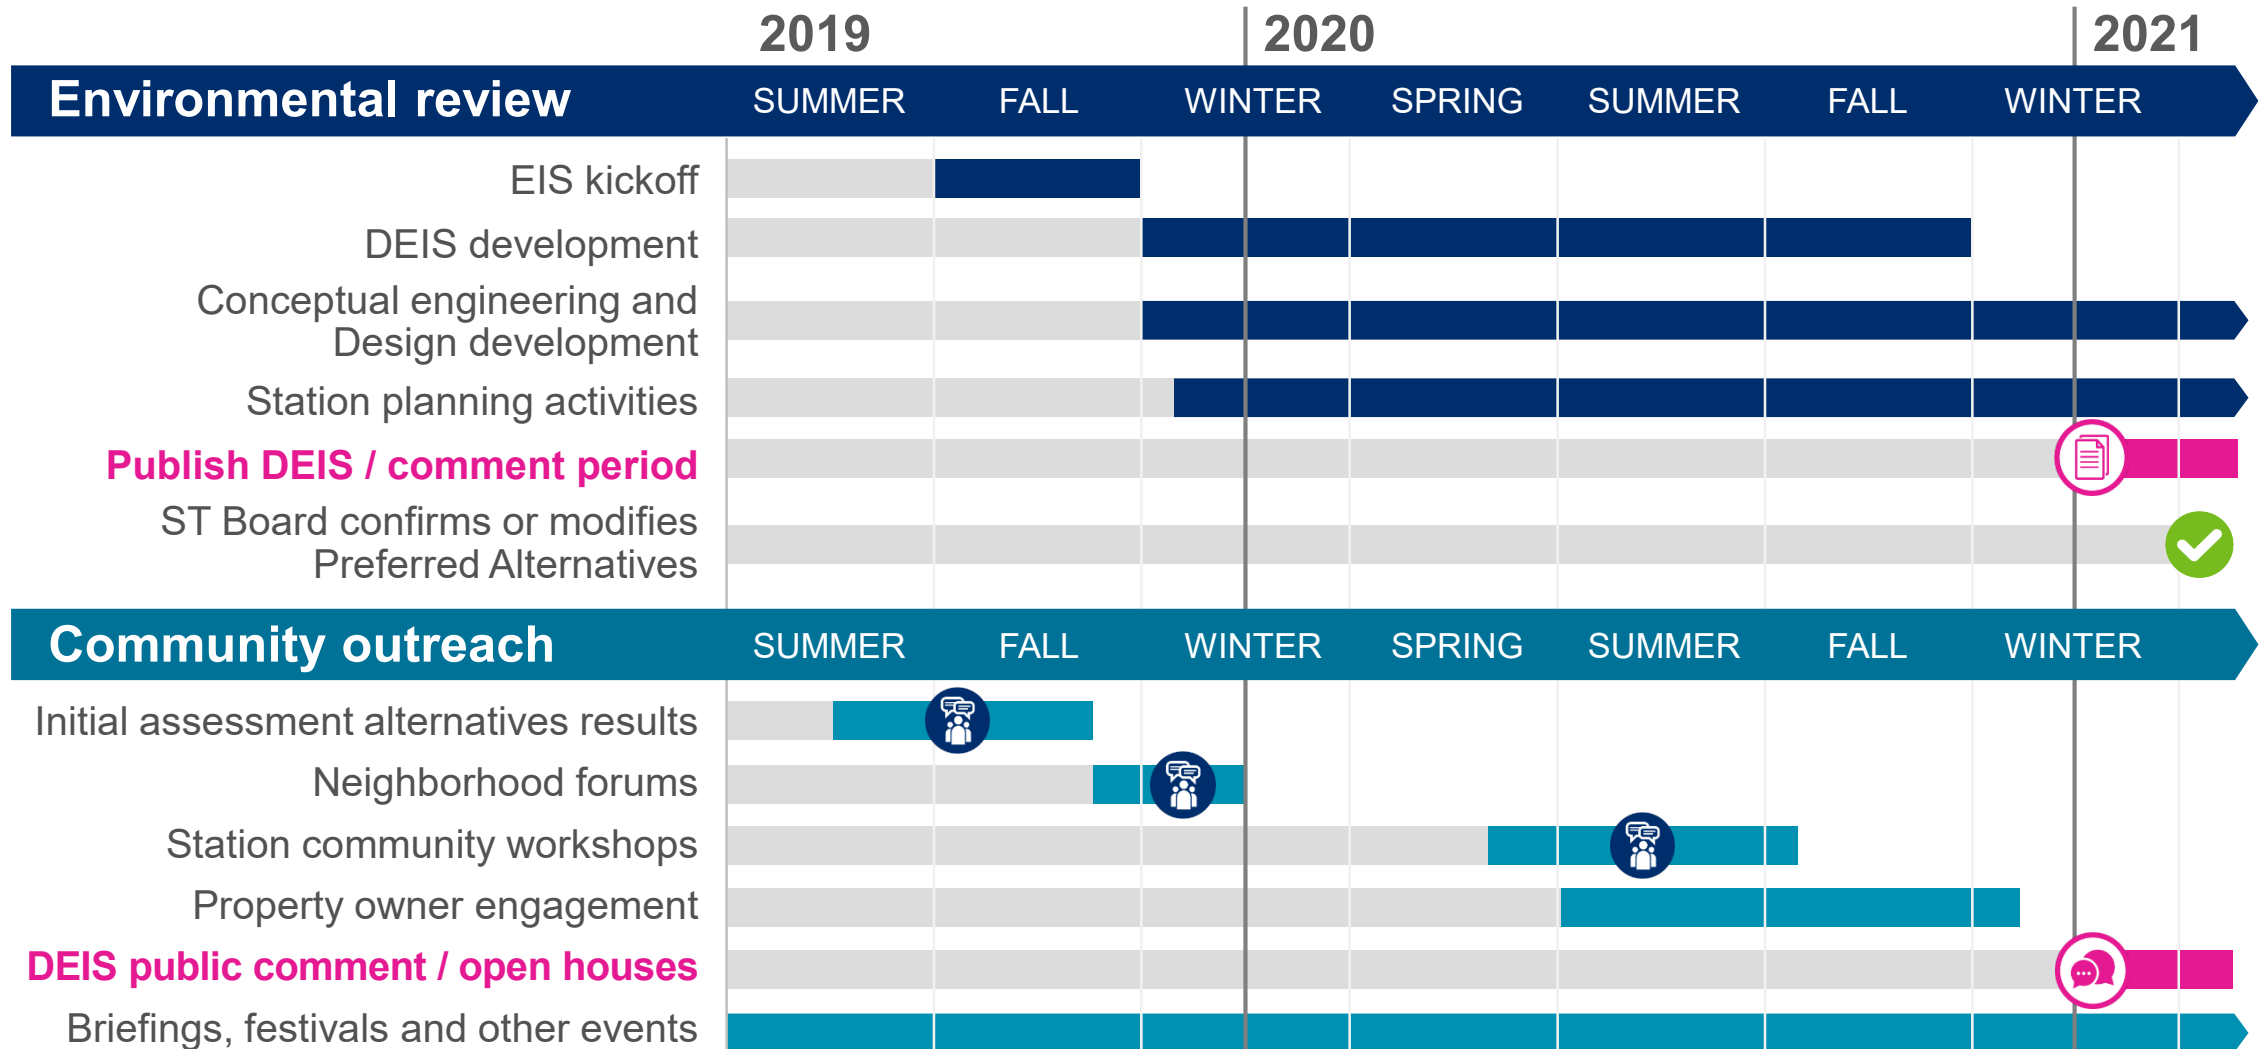 2019 2020 2021
Environmental review SUMMER FALL WINTER SPRING SUMMER FALL WINTER
EIS kickoff
DEIS development
Conceptual engineering and
Design development
Station planning activities
Publish DEIS / comment period
ST Board confirms or modifies
Preferred Alternatives
Community outreach SUMMER FALL WINTER SPRING SUMMER FALL WINTER
Initial assessment alternatives results
Neighborhood forums
Station community workshops
Property owner engagement
DEIS public comment / open houses
Briefings, festivals and other events